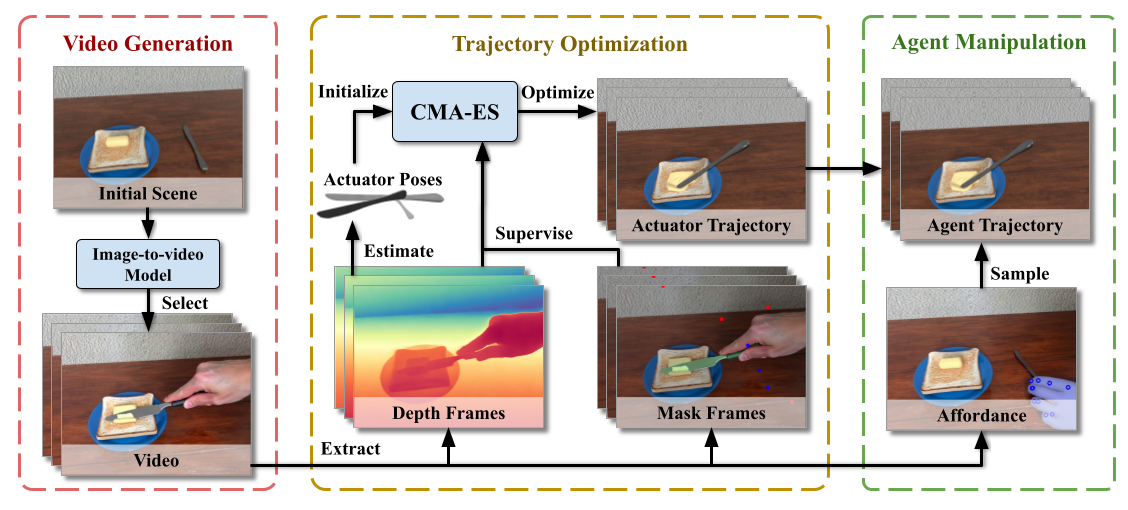 Video Generation
Initial Scene
Image-to-video
Model
Select
Video
Trajectory Optimization
Initialize
CMA-ES
Optimize
Actuator Poses
Actuator Trajectory
Estimate
Supervise
Depth Frames
Mask Frames
Extract
Agent Manipulation
Agent Trajectory
Sample
Affordance